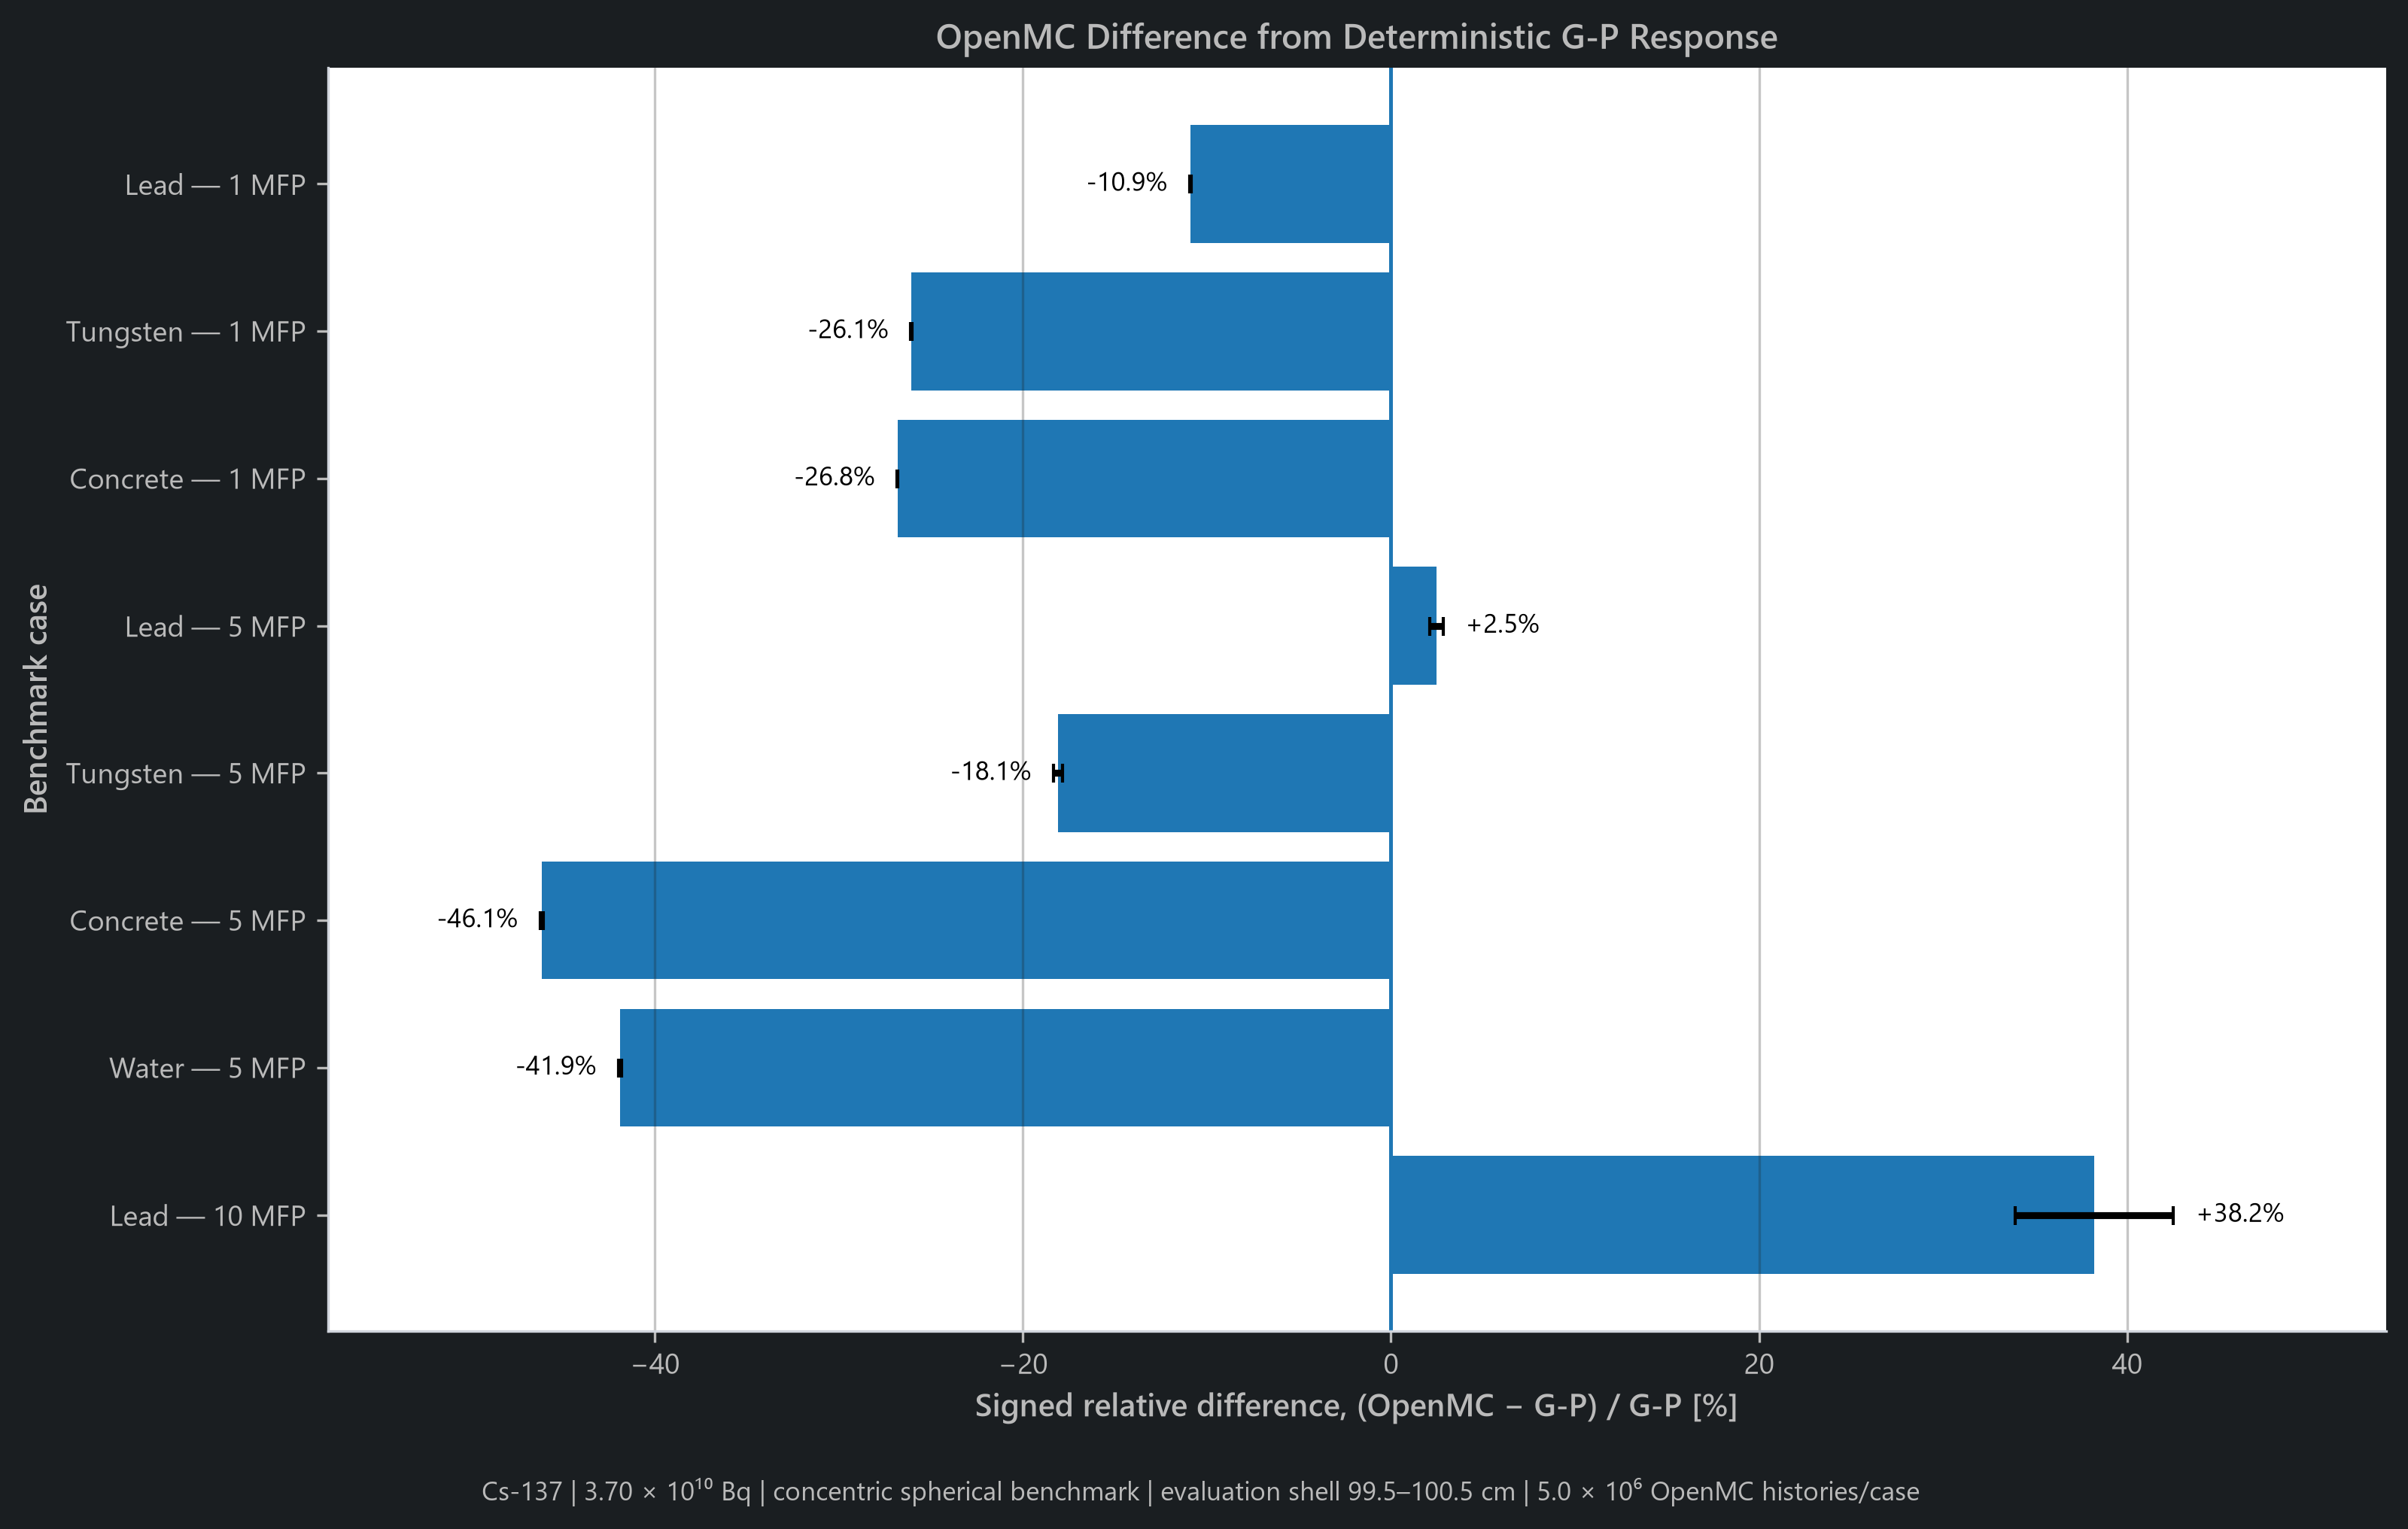 OpenMC Difference from Deterministic G-P Response
Benchmark case
Lead — 1 MFP
-10.9%
Tungsten — 1 MFP
-26.1%
Concrete — 1 MFP
-26.8%
Lead — 5 MFP
+2.5%
Tungsten — 5 MFP
-18.1%
Concrete — 5 MFP
-46.1%
Water — 5 MFP
-41.9%
Lead — 10 MFP
+38.2%
−40 −20 0 20 40
Signed relative difference, (OpenMC − G-P) / G-P [%]
Cs-137 | 3.70 × 10¹⁰ Bq | concentric spherical benchmark | evaluation shell 99.5–100.5 cm | 5.0 × 10⁶ OpenMC histories/case